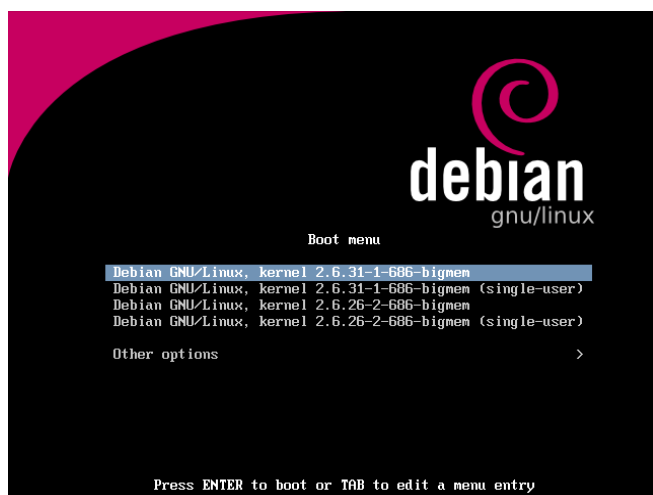 debian
gnu/linux
Boot menu
Debian GNU/Linux, kernel 2.6.31-1-686-bigmem
Debian GNU/Linux, kernel 2.6.31-1-686-bigmem (single-user)
Debian GNU/Linux, kernel 2.6.26-2-686-bigmem
Debian GNU/Linux, kernel 2.6.26-2-686-bigmem (single-user)
Other options >
Press ENTER to boot or TAB to edit a menu entry